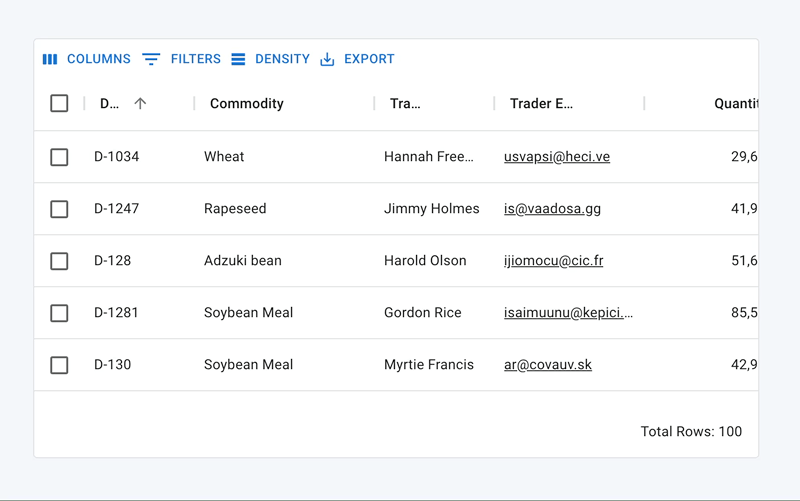 COLUMNS FILTERS DENSITY EXPORT
D... Commodity Tra... Trader E... Quantit
D-1034 Wheat Hannah Free... usvapsi@heci.ve 29,6
D-1247 Rapeseed Jimmy Holmes is@vaadosa.gg 41,9
D-128 Adzuki bean Harold Olson ijiomocu@cic.fr 51,6
D-1281 Soybean Meal Gordon Rice isaimuunu@kepici.... 85,5
D-130 Soybean Meal Myrtie Francis ar@covauv.sk 42,9
Total Rows: 100